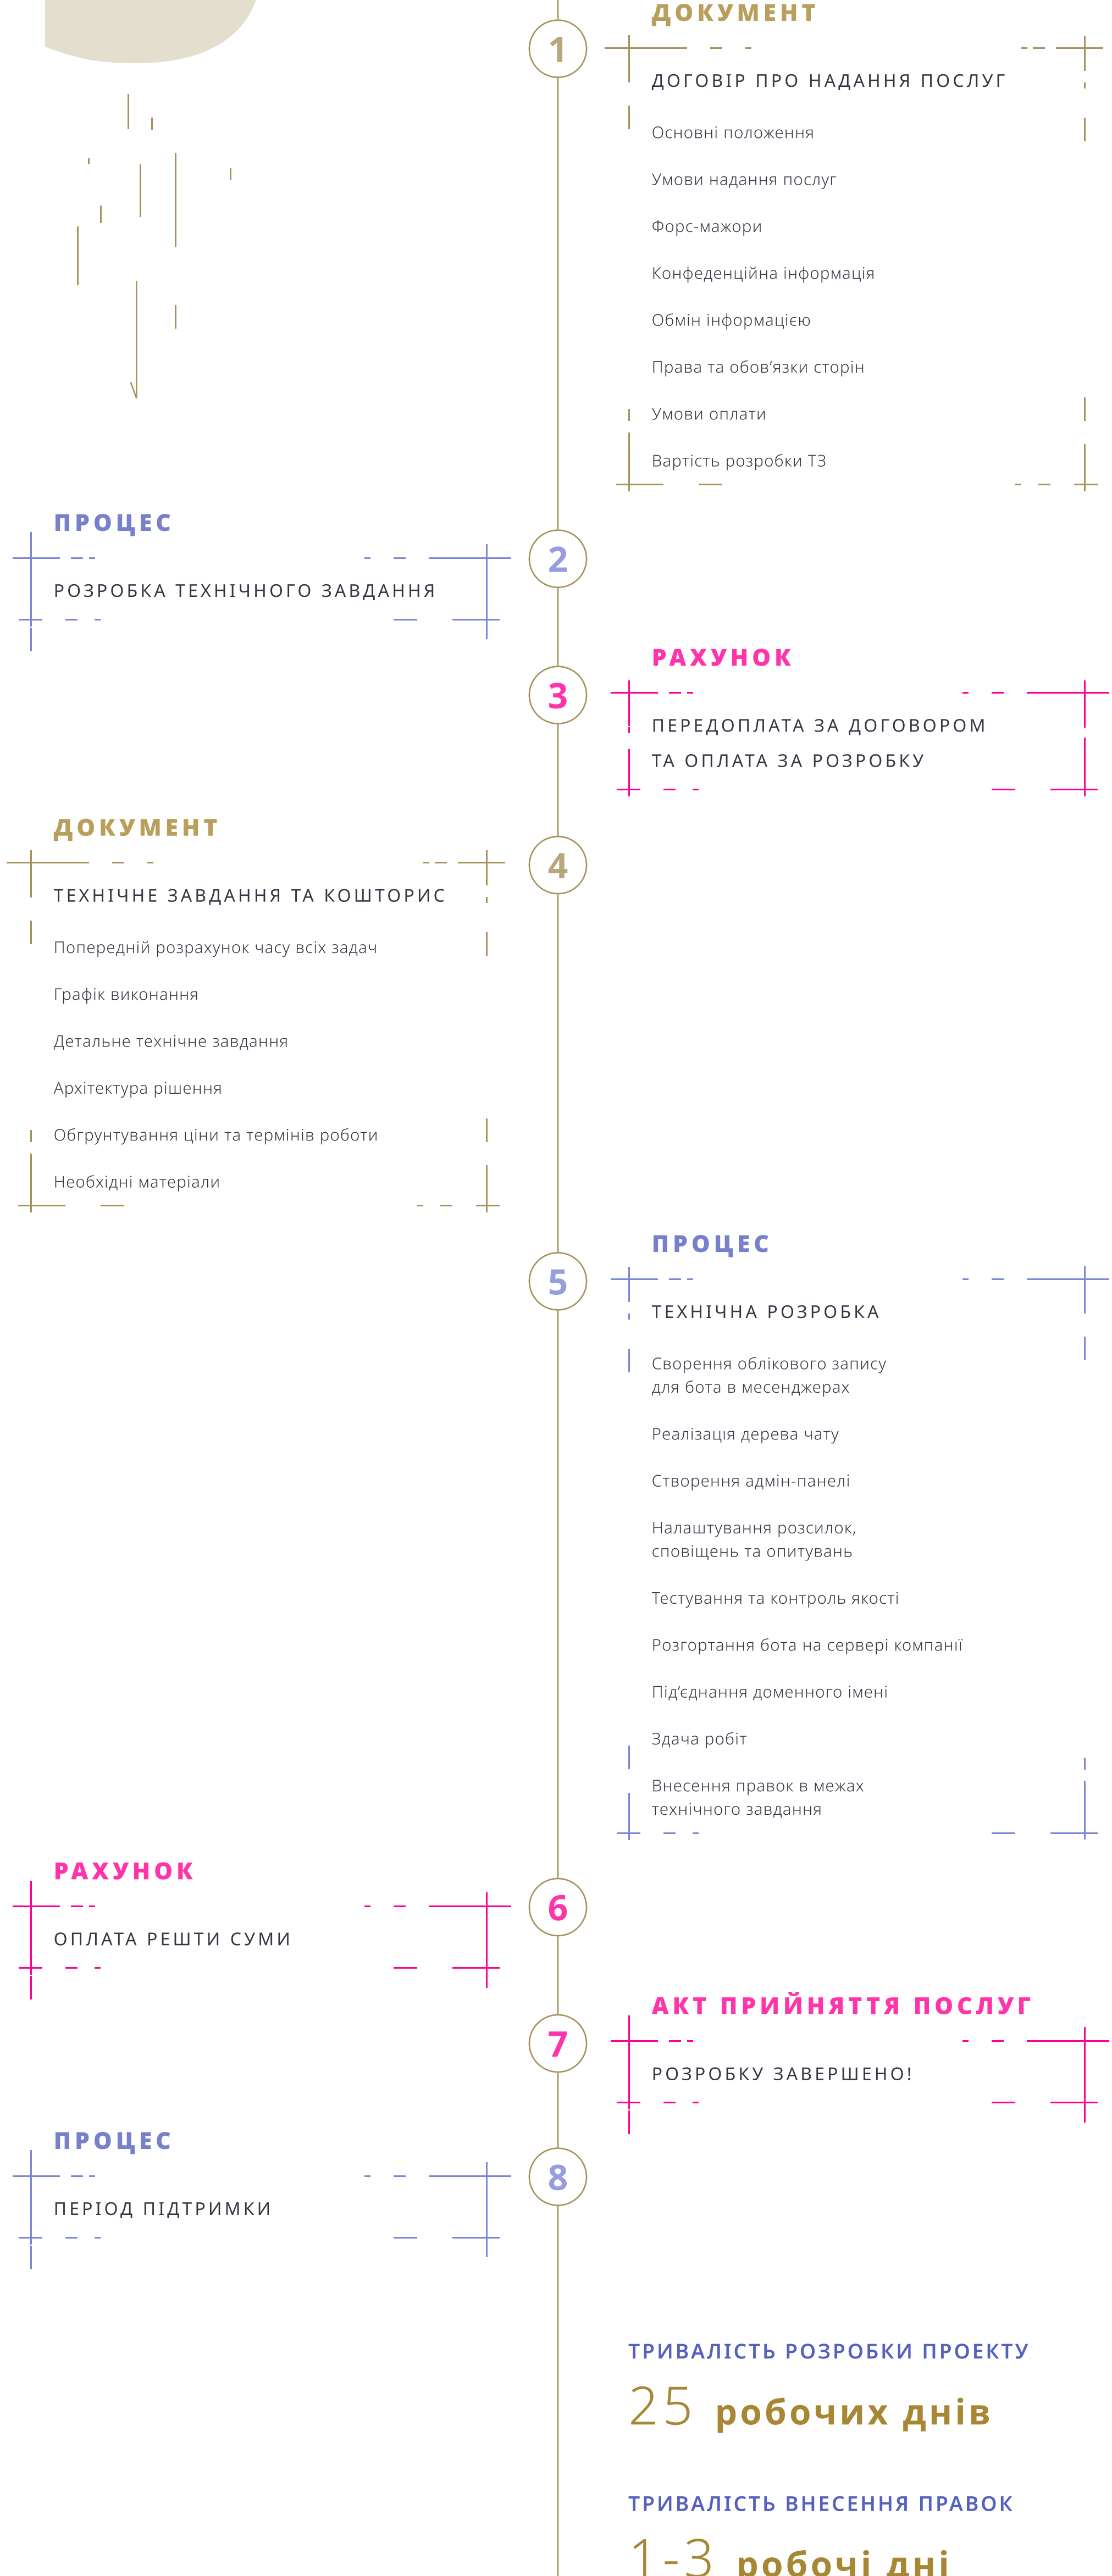 ДОКУМЕНТ
1
ДОГОВІР ПРО НАДАННЯ ПОСЛУГ
Основні положення
Умови надання послуг
Форс-мажори
Конфеденційна інформація
Обмін інформацією
Права та обов’язки сторін
Умови оплати
Вартість розробки ТЗ
ПРОЦЕС
2
РОЗРОБКА ТЕХНІЧНОГО ЗАВДАННЯ
РАХУНОК
3
ПЕРЕДОПЛАТА ЗА ДОГОВОРОМ
ТА ОПЛАТА ЗА РОЗРОБКУ
ДОКУМЕНТ
4
ТЕХНІЧНЕ ЗАВДАННЯ ТА КОШТОРИС
Попередній розрахунок часу всіх задач
Графік виконання
Детальне технічне завдання
Архітектура рішення
Обгрунтування ціни та термінів роботи
Необхідні матеріали
ПРОЦЕС
5
ТЕХНІЧНА РОЗРОБКА
Сворення облікового запису
для бота в месенджерах
Реалізація дерева чату
Створення адмін-панелі
Налаштування розсилок,
сповіщень та опитувань
Тестування та контроль якості
Розгортання бота на сервері компанії
Під’єднання доменного імені
Здача робіт
Внесення правок в межах
технічного завдання
РАХУНОК
6
ОПЛАТА РЕШТИ СУМИ
АКТ ПРИЙНЯТТЯ ПОСЛУГ
7
РОЗРОБКУ ЗАВЕРШЕНО!
ПРОЦЕС
8
ПЕРІОД ПІДТРИМКИ
ТРИВАЛІСТЬ РОЗРОБКИ ПРОЕКТУ
25 робочих днів
ТРИВАЛІСТЬ ВНЕСЕННЯ ПРАВОК
1-3 робочі дні